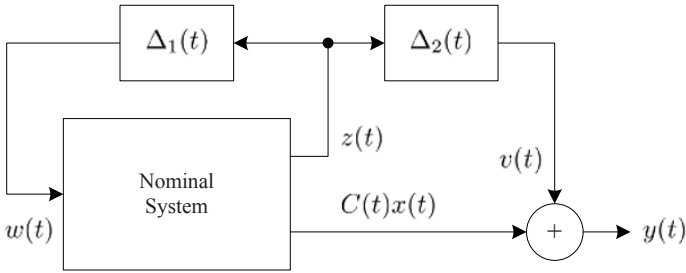 Δ₁(t)
Δ₂(t)
z(t)
v(t)
Nominal
System
C(t)x(t)
w(t)
+
y(t)